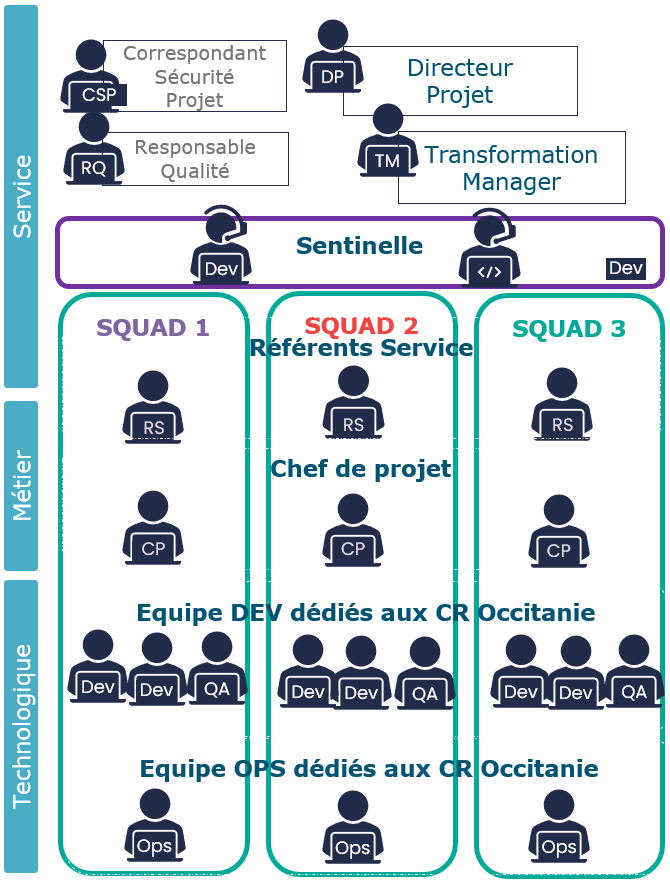 Correspondant
Sécurité
Projet
CSP
Directeur
Projet
DP
Responsable
Qualité
RQ
Transformation
Manager
TM
Service
Sentinelle
Dev
</>
Dev
SQUAD 1
SQUAD 2
SQUAD 3
Référents Service
RS
RS
RS
Métier
Chef de projet
CP
CP
CP
Technologique
Equipe DEV dédiés aux CR Occitanie
Dev Dev QA
Dev Dev QA
Dev Dev QA
Equipe OPS dédiés aux CR Occitanie
Ops
Ops
Ops